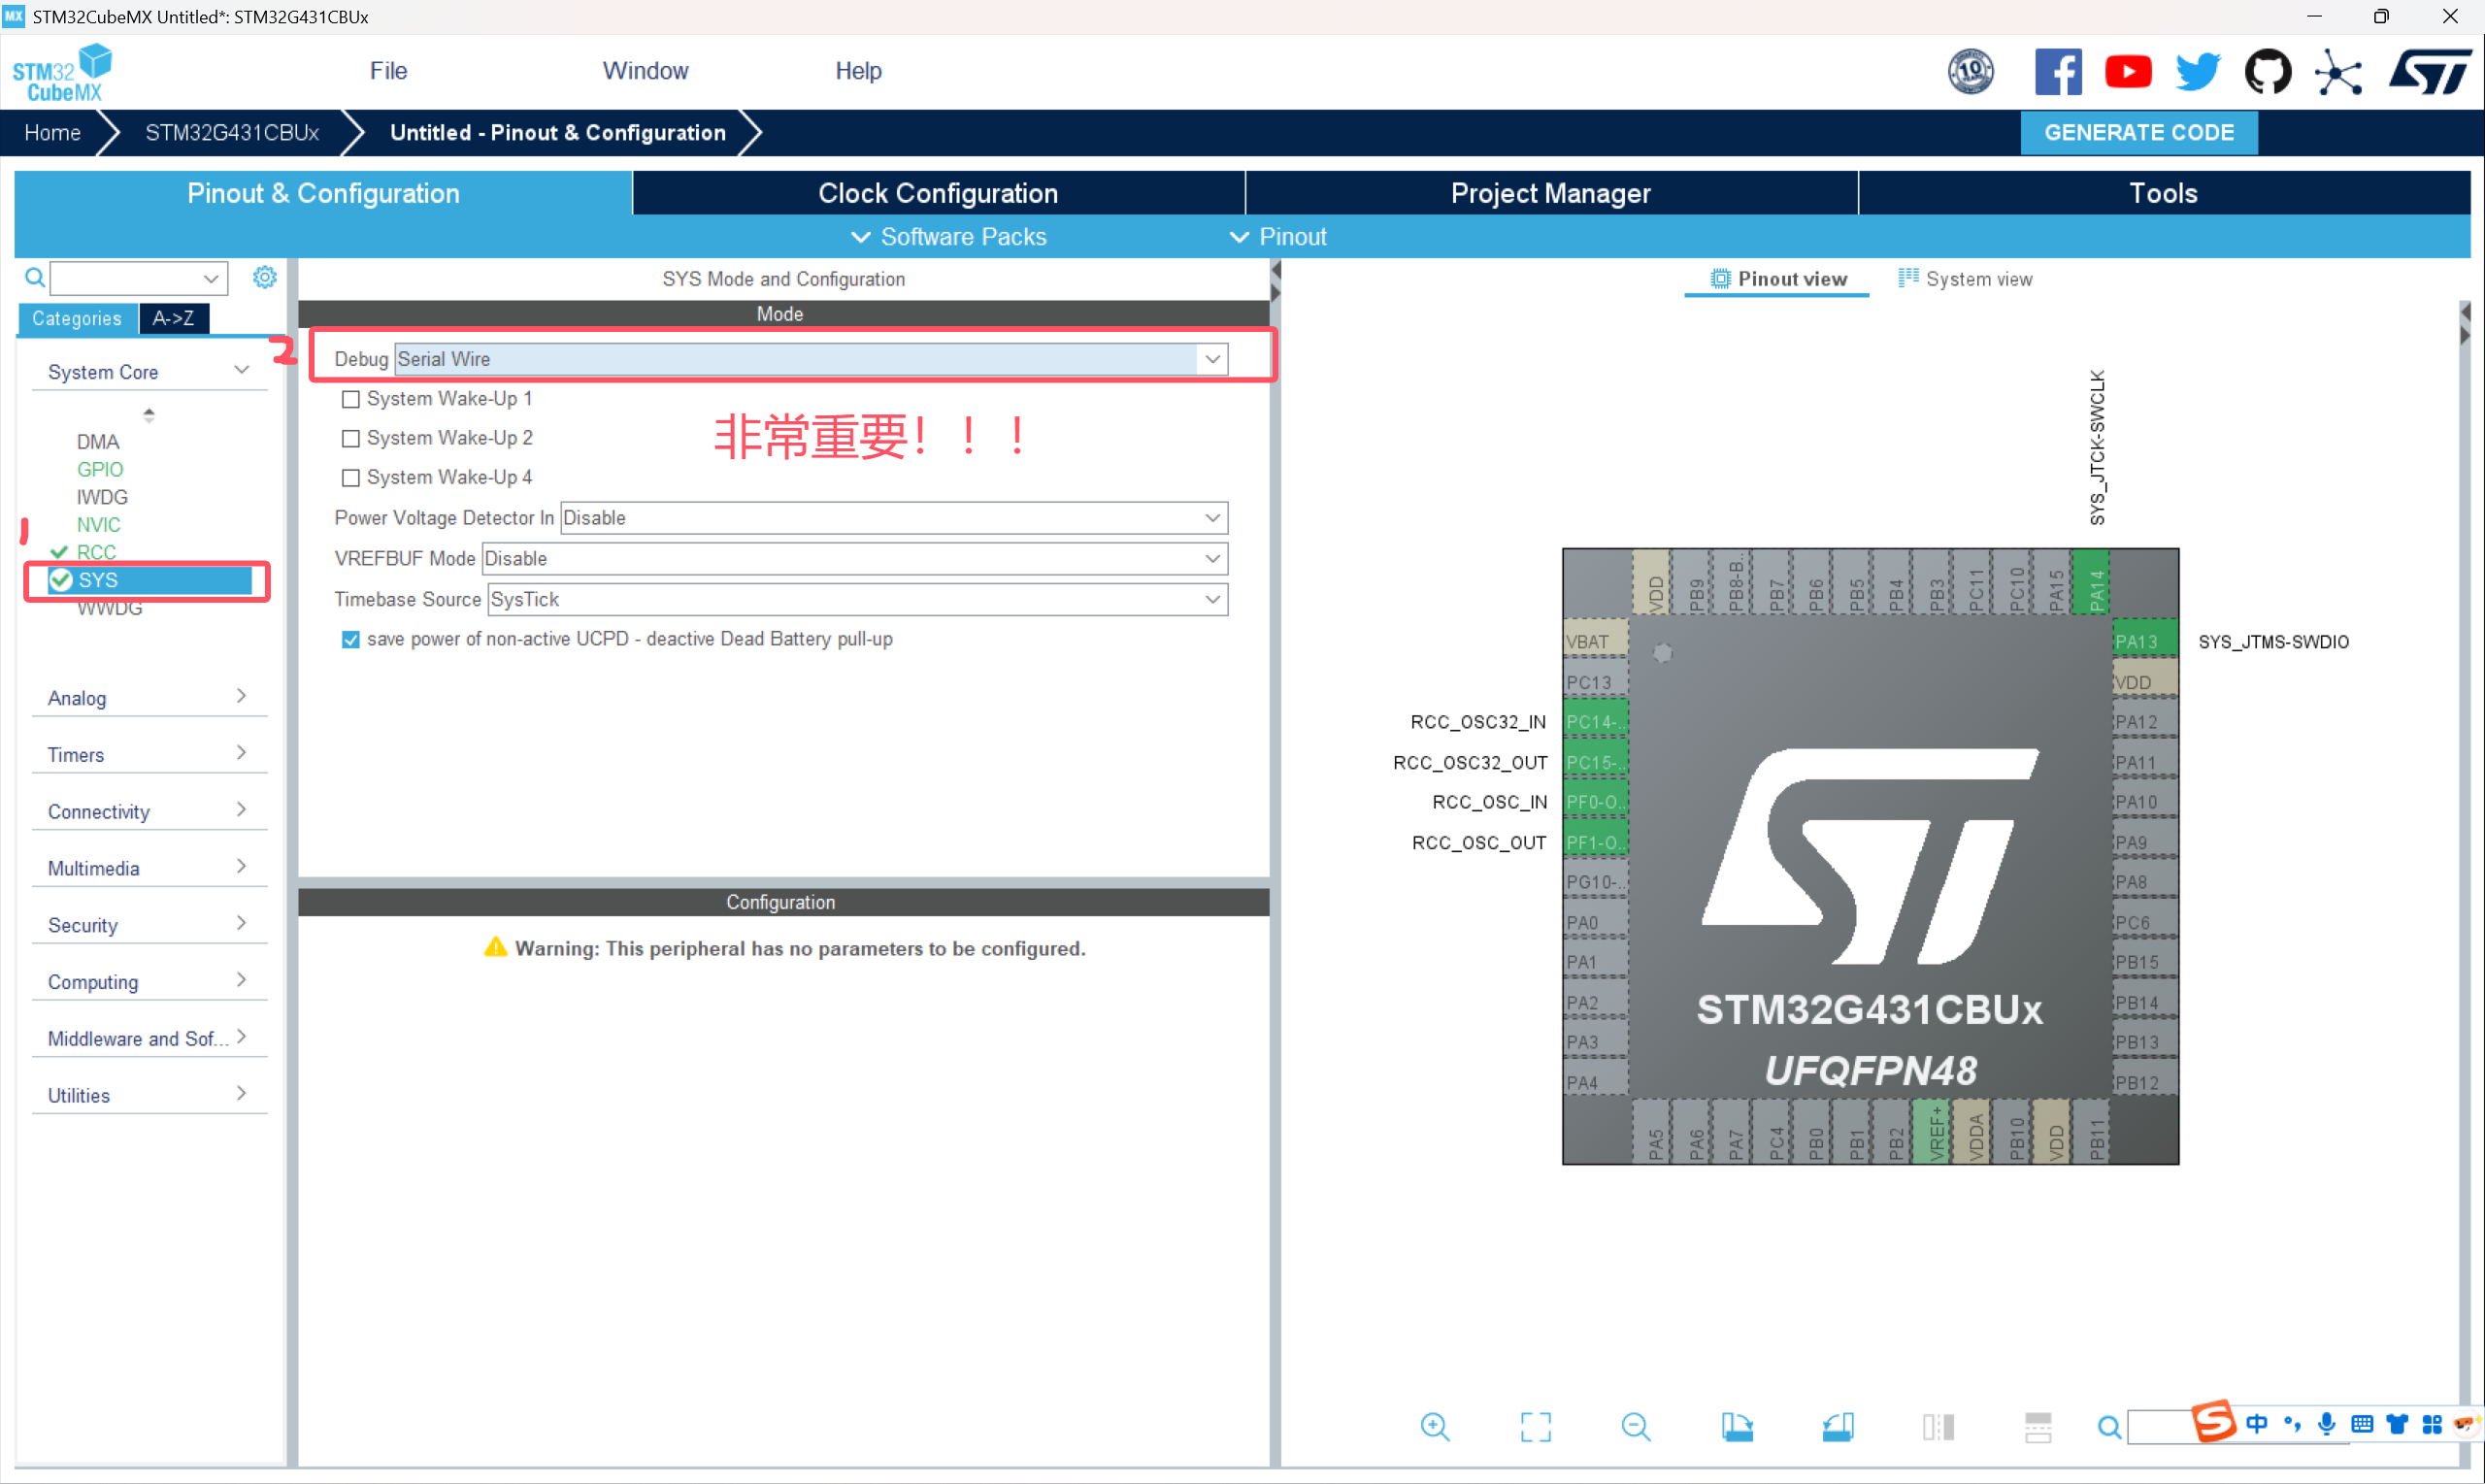 MX STM32CubeMX Untitled*: STM32G431CBUx
STM32 CubeMX
File
Window
Help
10
Home
STM32G431CBUx
Untitled - Pinout & Configuration
GENERATE CODE
Pinout & Configuration
Clock Configuration
Project Manager
Tools
Software Packs
Pinout
Categories
A->Z
System Core
DMA
GPIO
IWDG
NVIC
RCC
SYS
WWDG
Analog
Timers
Connectivity
Multimedia
Security
Computing
Middleware and Sof...
Utilities
1
2
SYS Mode and Configuration
Mode
Debug Serial Wire
System Wake-Up 1
System Wake-Up 2
System Wake-Up 4
非常重要！！！
Power Voltage Detector In Disable
VREFBUF Mode Disable
Timebase Source SysTick
save power of non-active UCPD - deactive Dead Battery pull-up
Configuration
Warning: This peripheral has no parameters to be configured.
Pinout view
System view
SYS_JTCK-SWCLK
VDD
PB9
PB8-B..
PB7
PB6
PB5
PB4
PB3
PC11
PC10
PA15
PA14
VBAT
PC13
RCC_OSC32_IN PC14-..
RCC_OSC32_OUT PC15-..
RCC_OSC_IN PF0-O..
RCC_OSC_OUT PF1-O..
PG10-..
PA0
PA1
PA2
PA3
PA4
PA13 SYS_JTMS-SWDIO
VDD
PA12
PA11
PA10
PA9
PA8
PC6
PB15
PB14
PB13
PB12
STM32G431CBUx
UFQFPN48
PA5
PA6
PA7
PC4
PB0
PB1
PB2
VREF+
VDDA
PB10
VDD
PB11
中